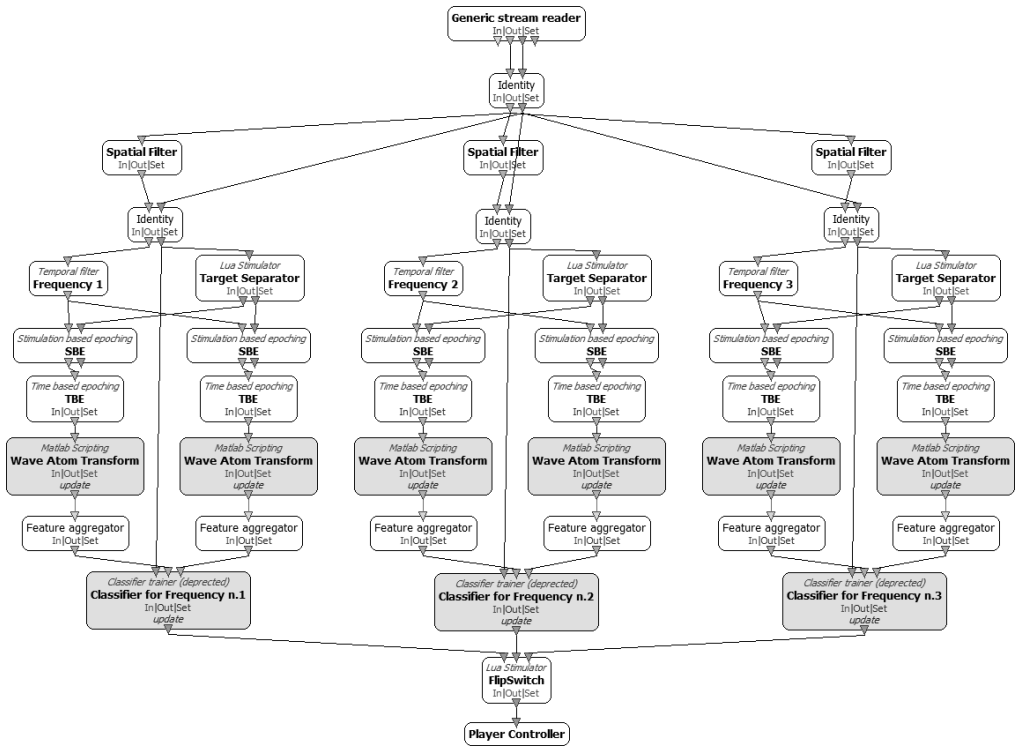 Generic stream reader
In|Out|Set
Identity
In|Out|Set
Spatial Filter
In|Out|Set
Spatial Filter
In|Out|Set
Spatial Filter
In|Out|Set
Identity
In|Out|Set
Identity
In|Out|Set
Identity
In|Out|Set
Temporal filter
Frequency 1
Lua Stimulator
Target Separator
In|Out|Set
Temporal filter
Frequency 2
Lua Stimulator
Target Separator
In|Out|Set
Temporal filter
Frequency 3
Lua Stimulator
Target Separator
In|Out|Set
Stimulation based epoching
SBE
Stimulation based epoching
SBE
Stimulation based epoching
SBE
Stimulation based epoching
SBE
Stimulation based epoching
SBE
Stimulation based epoching
SBE
Time based epoching
TBE
In|Out|Set
Time based epoching
TBE
In|Out|Set
Time based epoching
TBE
In|Out|Set
Time based epoching
TBE
In|Out|Set
Time based epoching
TBE
In|Out|Set
Time based epoching
TBE
In|Out|Set
Matlab Scripting
Wave Atom Transform
In|Out|Set
update
Matlab Scripting
Wave Atom Transform
In|Out|Set
update
Matlab Scripting
Wave Atom Transform
In|Out|Set
update
Matlab Scripting
Wave Atom Transform
In|Out|Set
update
Matlab Scripting
Wave Atom Transform
In|Out|Set
update
Matlab Scripting
Wave Atom Transform
In|Out|Set
update
Feature aggregator
In|Out|Set
Feature aggregator
In|Out|Set
Feature aggregator
In|Out|Set
Feature aggregator
In|Out|Set
Feature aggregator
In|Out|Set
Feature aggregator
In|Out|Set
Classifier trainer (deprected)
Classifier for Frequency n.1
In|Out|Set
update
Classifier trainer (deprected)
Classifier for Frequency n.2
In|Out|Set
update
Classifier trainer (deprected)
Classifier for Frequency n.3
In|Out|Set
update
Lua Stimulator
FlipSwitch
In|Out|Set
Player Controller